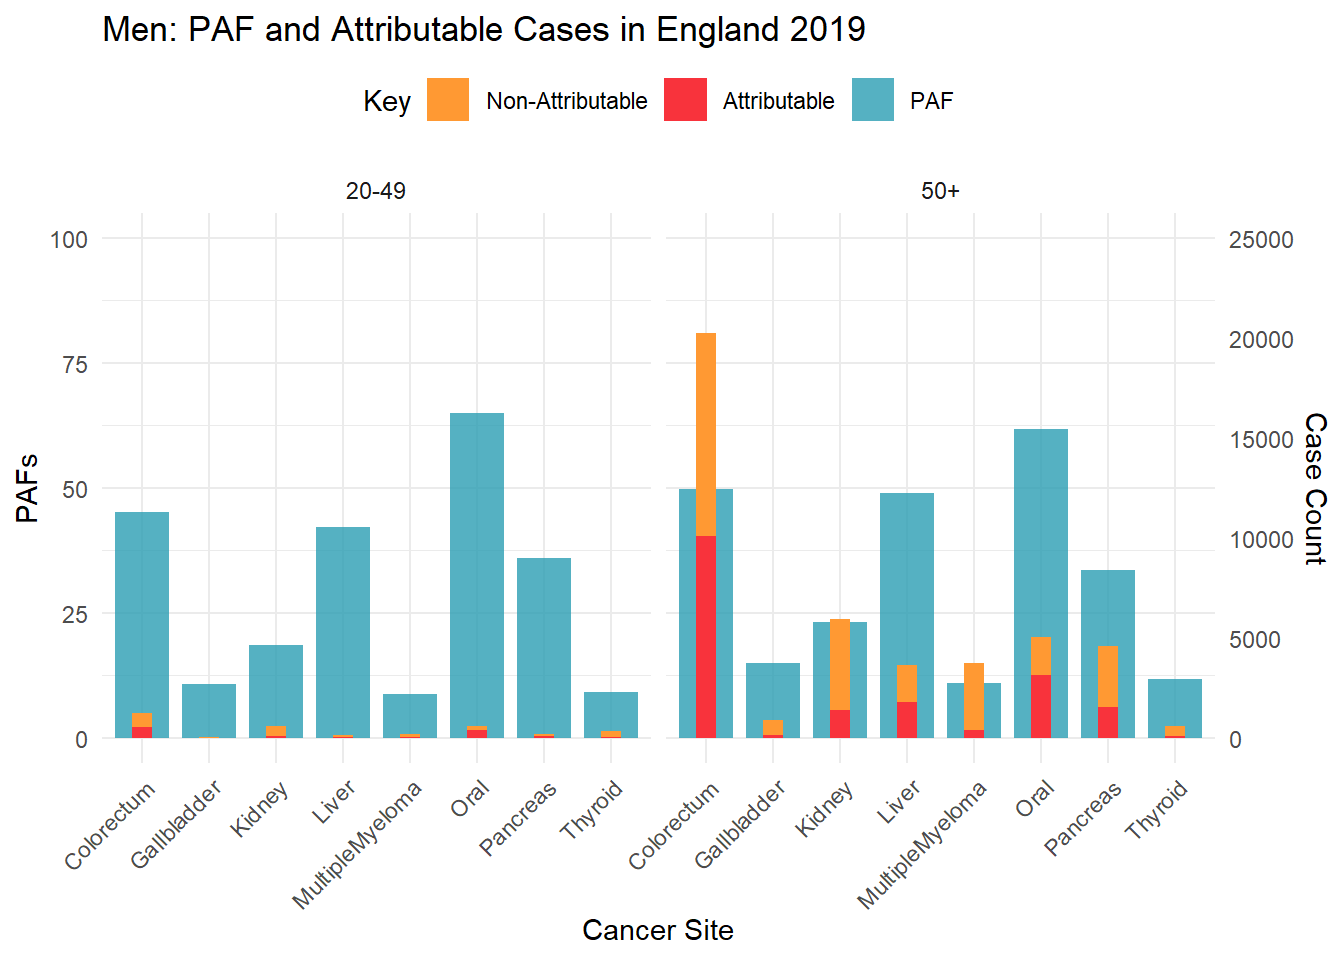 Men: PAF and Attributable Cases in England 2019
Key Non-Attributable Attributable PAF
20-49 50+
100 25000
20000
75
15000
50
10000
25
5000
0 0
PAFs
Case Count
Colorectum Gallbladder Kidney Liver MultipleMyeloma Oral Pancreas Thyroid Colorectum Gallbladder Kidney Liver MultipleMyeloma Oral Pancreas Thyroid
Cancer Site